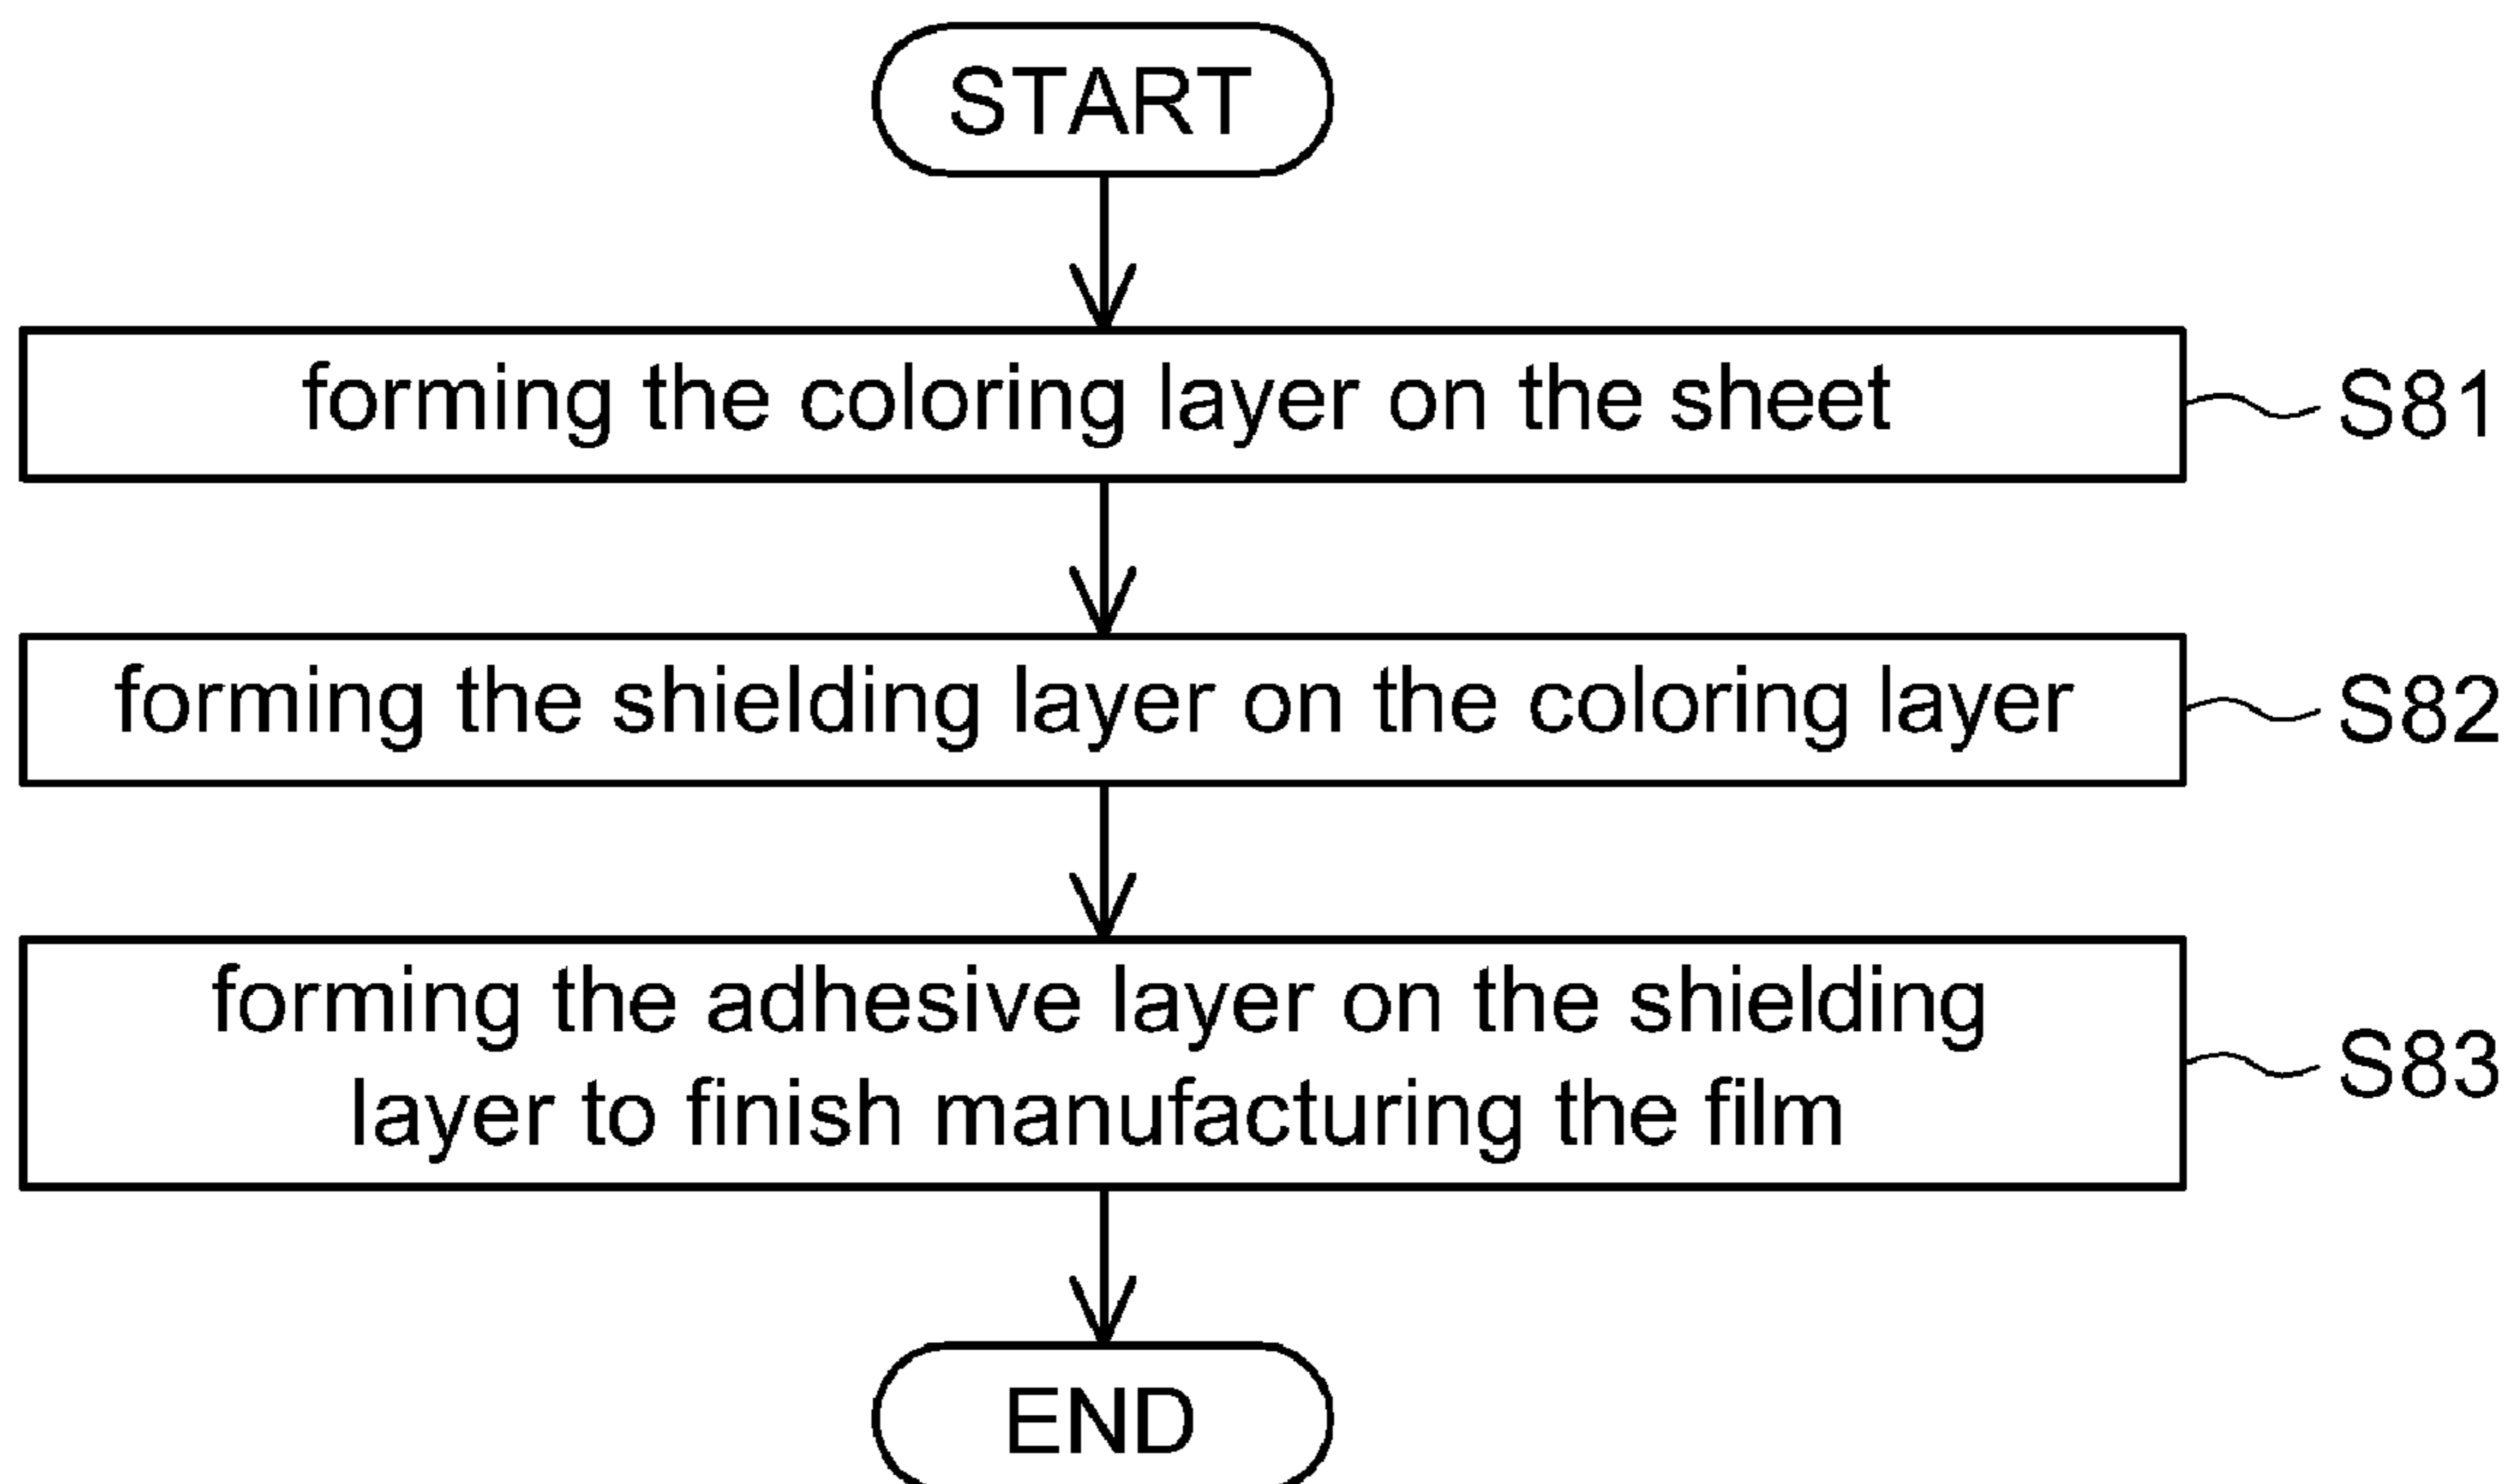 START
forming the coloring layer on the sheet
S81
forming the shielding layer on the coloring layer
S82
forming the adhesive layer on the shielding
layer to finish manufacturing the film
S83
END